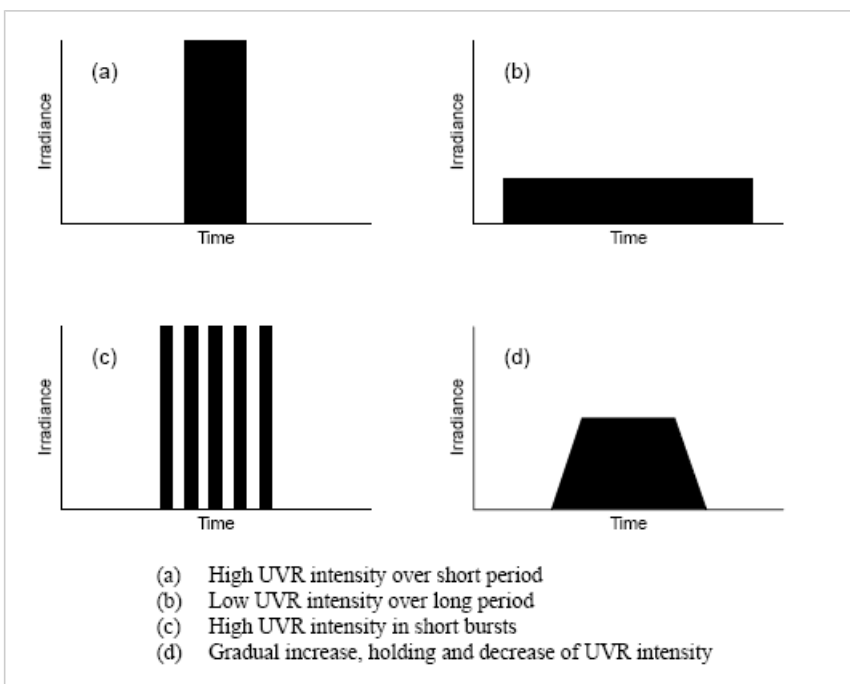 (a)
Irradiance
Time
(b)
Irradiance
Time
(c)
Irradiance
Time
(d)
Irradiance
Time
(a) High UVR intensity over short period
(b) Low UVR intensity over long period
(c) High UVR intensity in short bursts
(d) Gradual increase, holding and decrease of UVR intensity